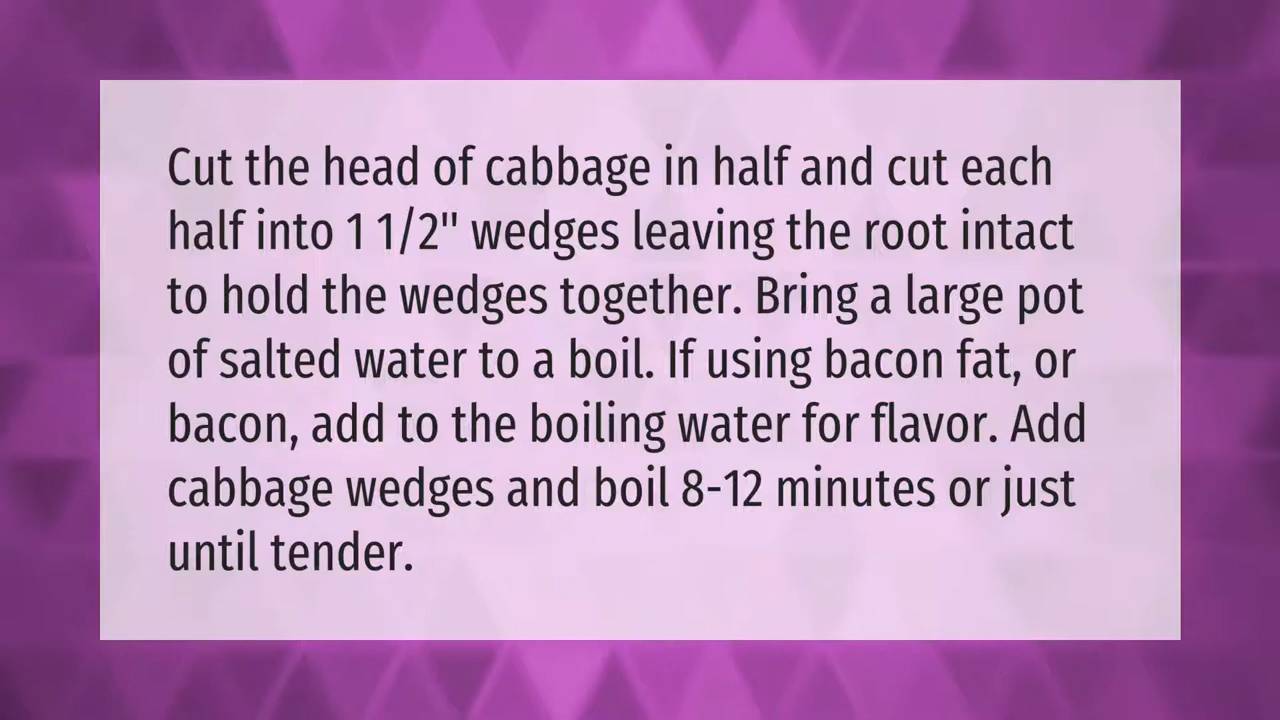 Cut the head of cabbage in half and cut each
half into 1 1/2" wedges leaving the root intact
to hold the wedges together. Bring a large pot
of salted water to a boil. If using bacon fat, or
bacon, add to the boiling water for flavor. Add
cabbage wedges and boil 8-12 minutes or just
until tender.